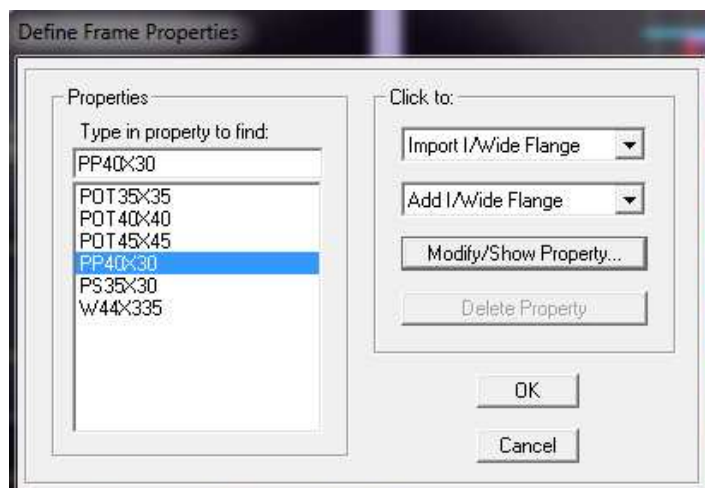 Define Frame Properties
Properties
Type in property to find:
PP40X30
POT35X35
POT40X40
POT45X45
PP40X30
PS35X30
W44X335
Click to:
Import I/Wide Flange
Add I/Wide Flange
Modify/Show Property...
Delete Property
OK
Cancel